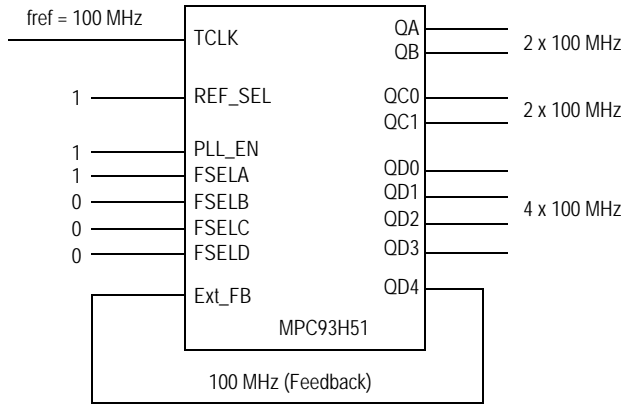 fref = 100 MHz
TCLK
QA
QB
2 x 100 MHz
1
REF_SEL
QC0
QC1
2 x 100 MHz
1
PLL_EN
1
FSELA
0
FSELB
0
FSELC
0
FSELD
QD0
QD1
QD2
QD3
4 x 100 MHz
Ext_FB
QD4
MPC93H51
100 MHz (Feedback)